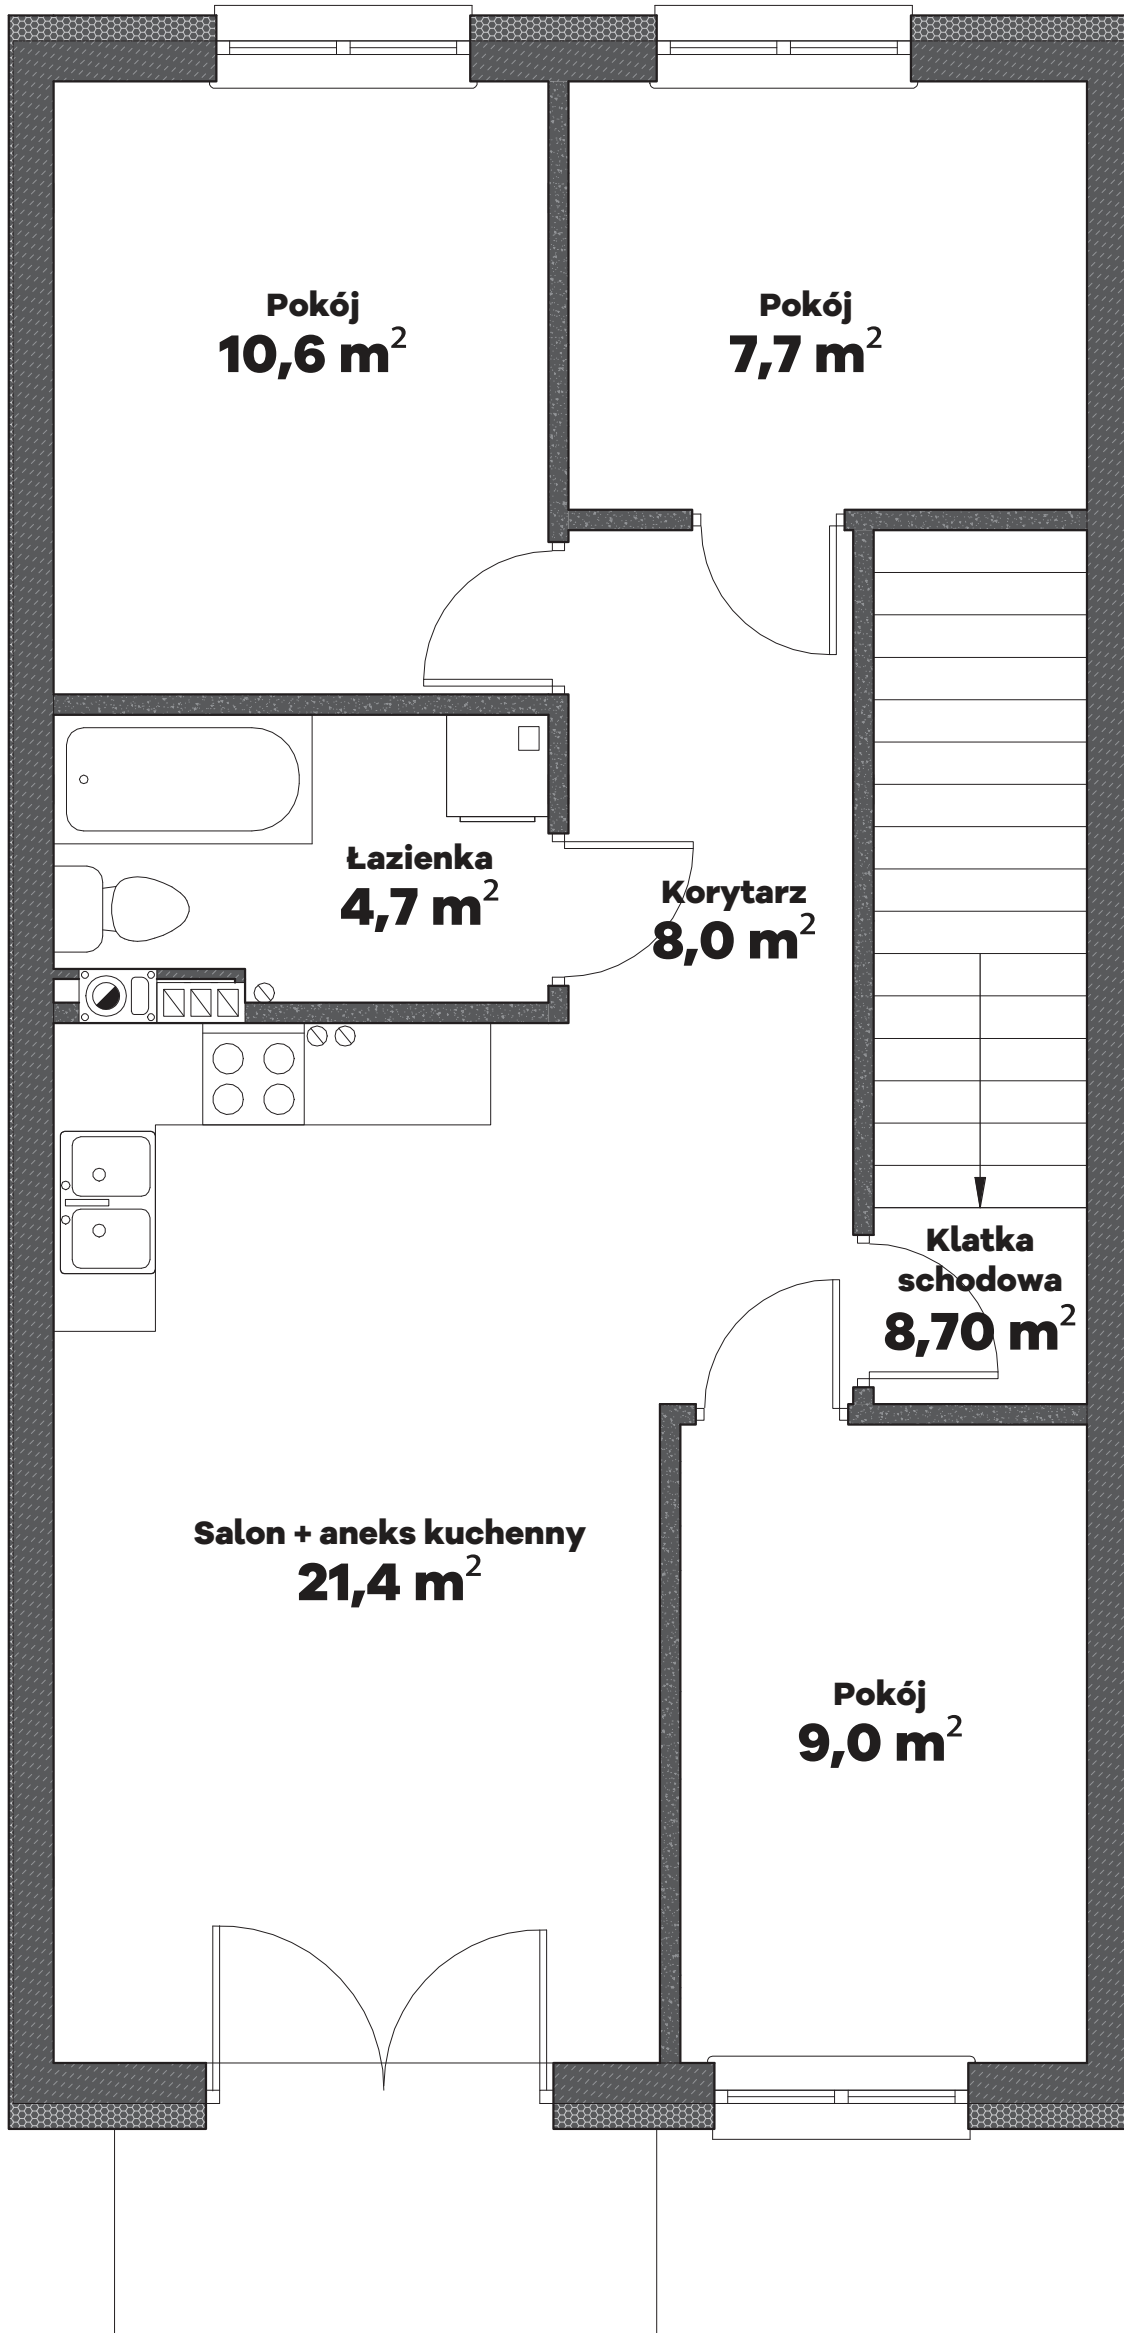 Pokój
10,6 m²
Pokój
7,7 m²
Łazienka
4,7 m²
Korytarz
8,0 m²
Klatka
schodowa
8,70 m²
Salon + aneks kuchenny
21,4 m²
Pokój
9,0 m²